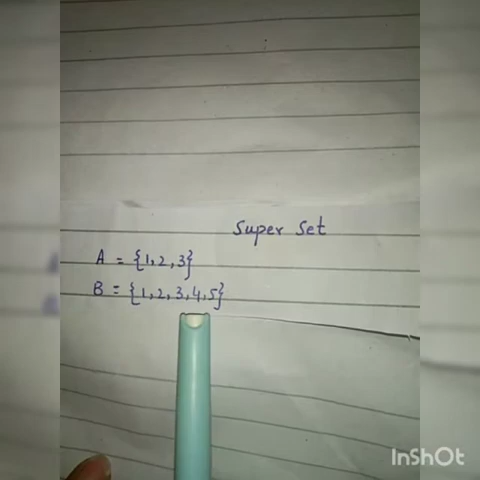 Super Set
A = {1,2,3}
B = {1,2,3,4,5}
InShOt